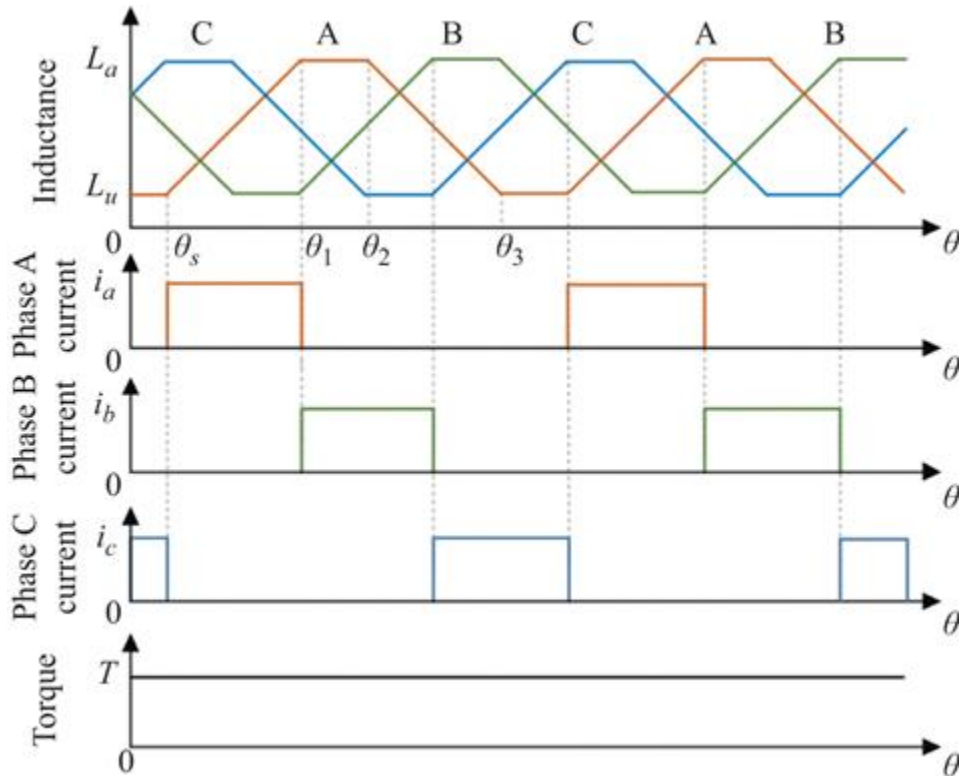 C A B C A B
Inductance
L_a
L_u
0 θ_s θ_1 θ_2 θ_3 θ
Phase A
current
i_a
0 θ
Phase B
current
i_b
0 θ
Phase C
current
i_c
0 θ
Torque
T
0 θ